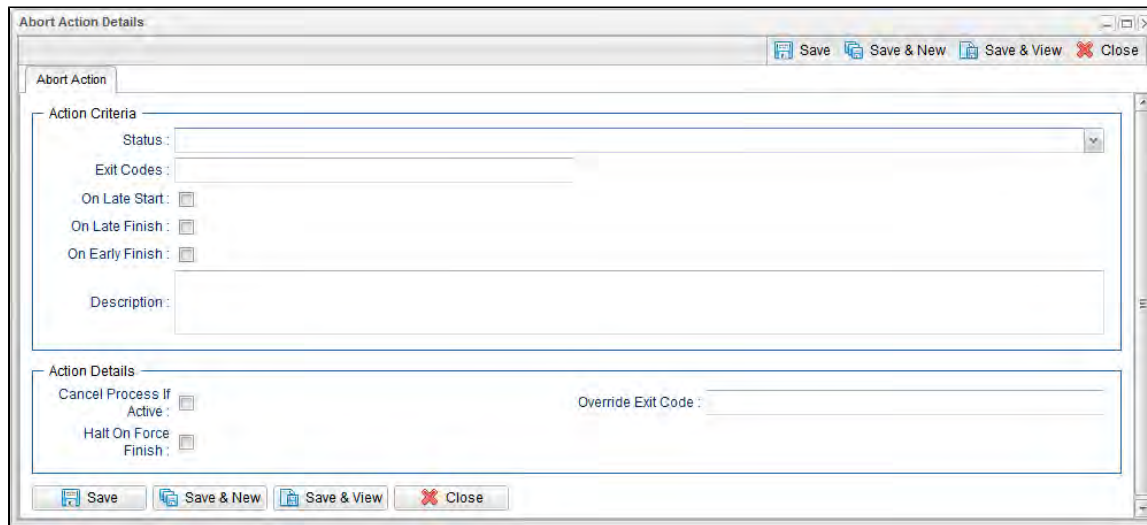 Abort Action Details
Save Save & New Save & View Close
Abort Action
Action Criteria
Status :
Exit Codes :
On Late Start :
On Late Finish :
On Early Finish :
Description :
Action Details
Cancel Process If
Active :
Override Exit Code :
Halt On Force
Finish :
Save Save & New Save & View Close